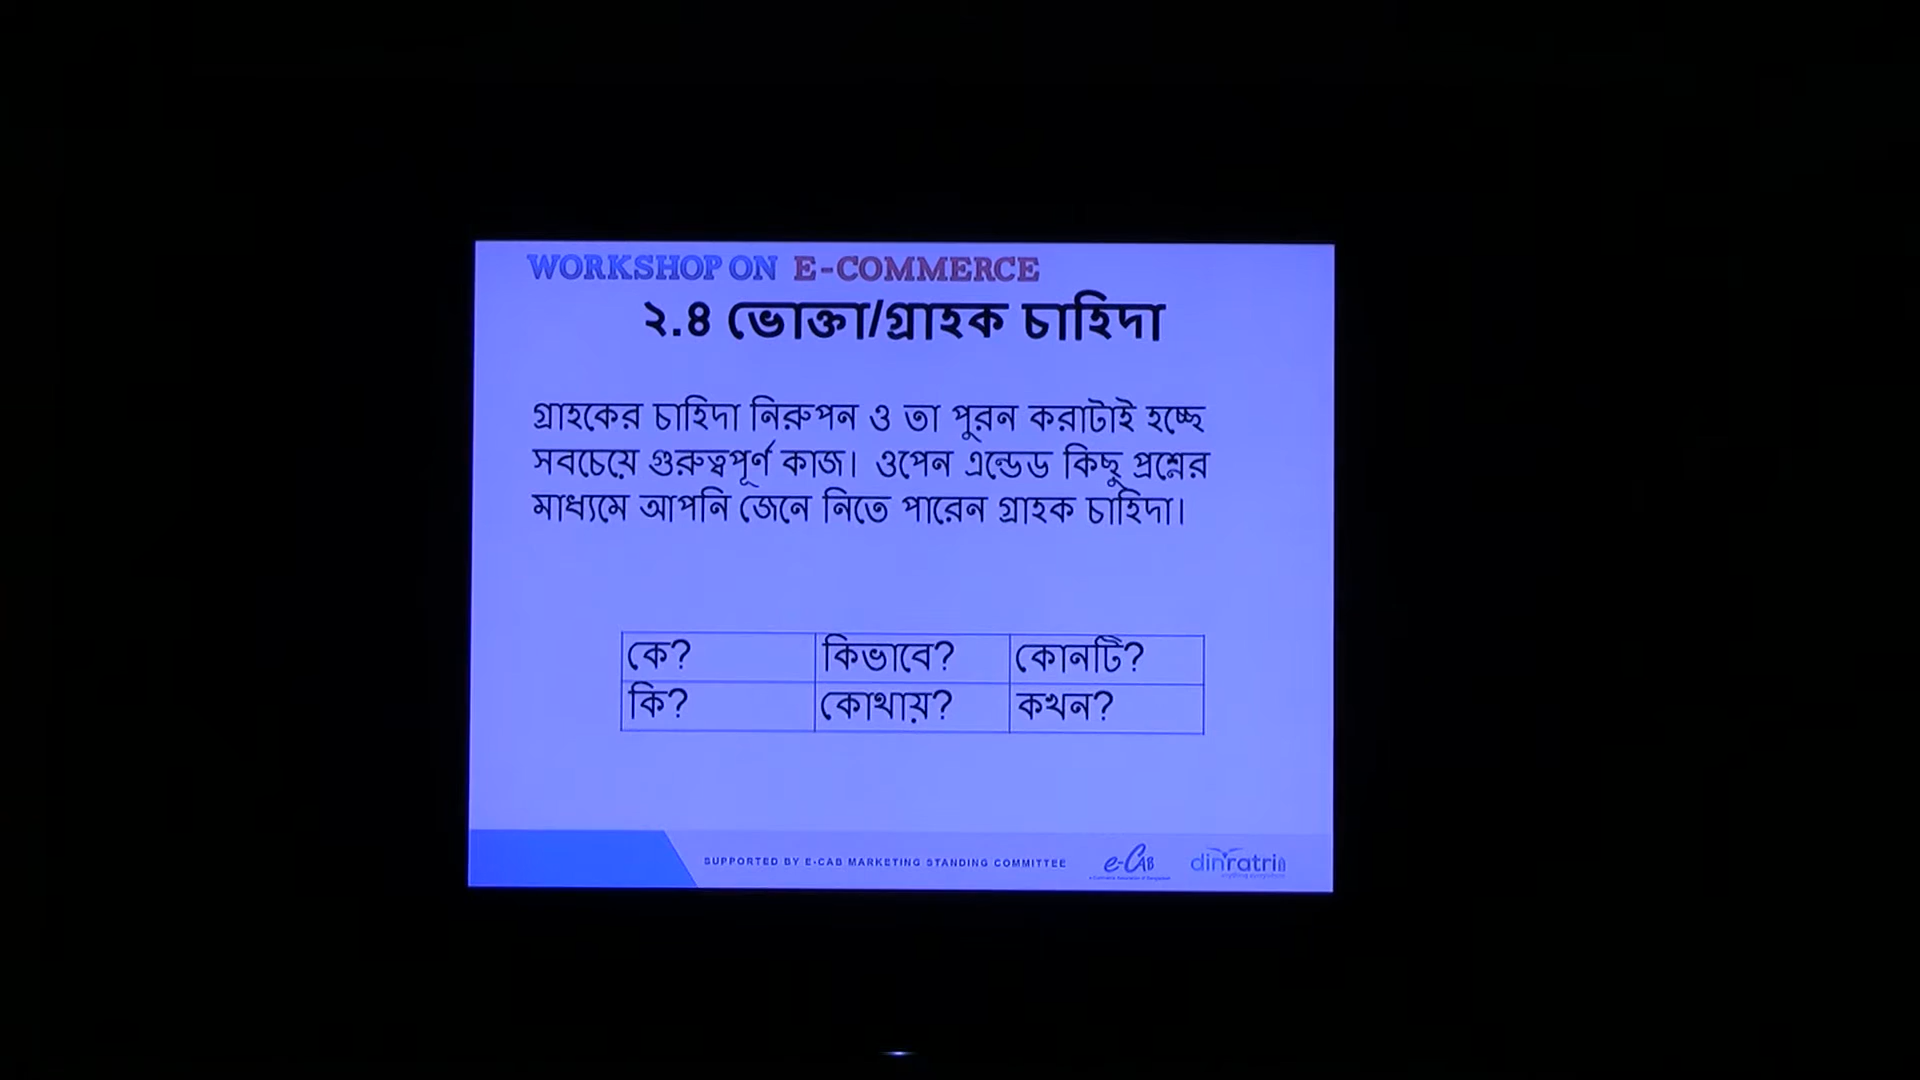 WORKSHOP ON E-COMMERCE
২.৪ ভোক্তা/গ্রাহক চাহিদা
গ্রাহকের চাহিদা নিরুপন ও তা পুরন করাটাই হচ্ছে
সবচেয়ে গুরুত্বপূর্ণ কাজ। ওপেন এন্ডেড কিছু প্রশ্নের
মাধ্যমে আপনি জেনে নিতে পারেন গ্রাহক চাহিদা।
কে? কিভাবে? কোনটি?
কি? কোথায়? কখন?
SUPPORTED BY E-CAB MARKETING STANDING COMMITTEE
e-CAB
dinratri